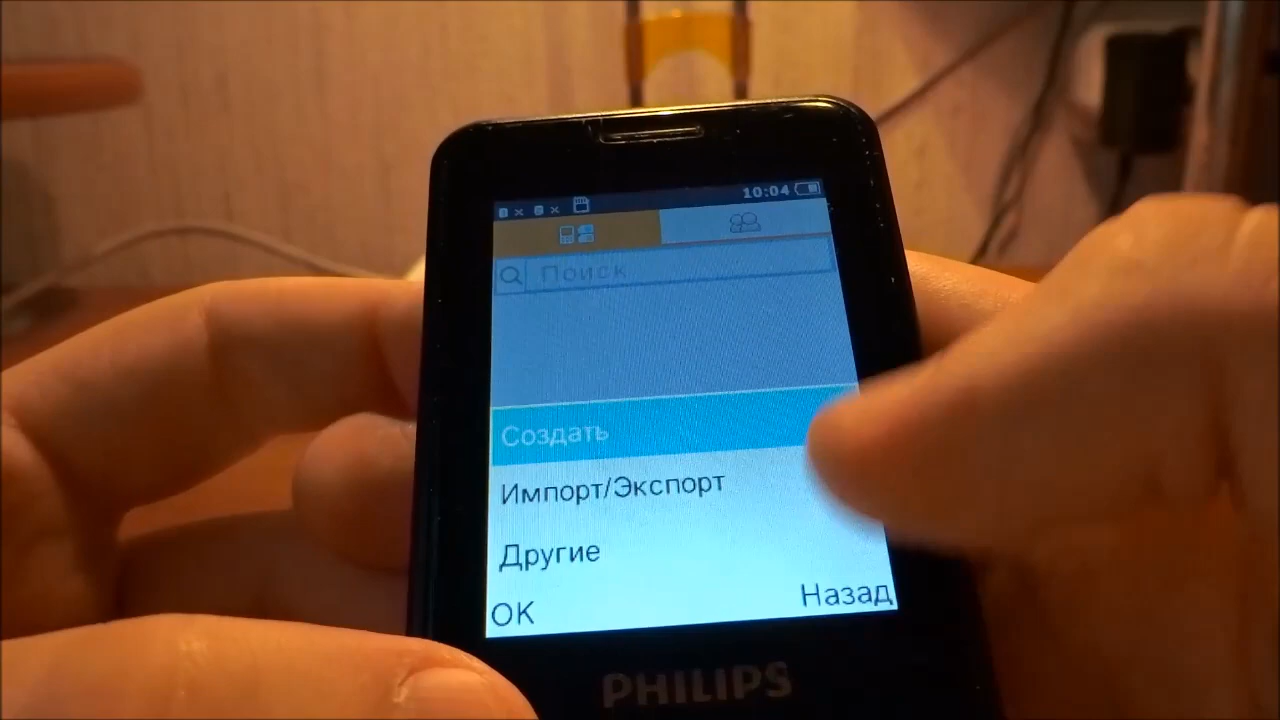 10:04
Поиск
Создать
Импорт/Экспорт
Другие
OK Назад
PHILIPS